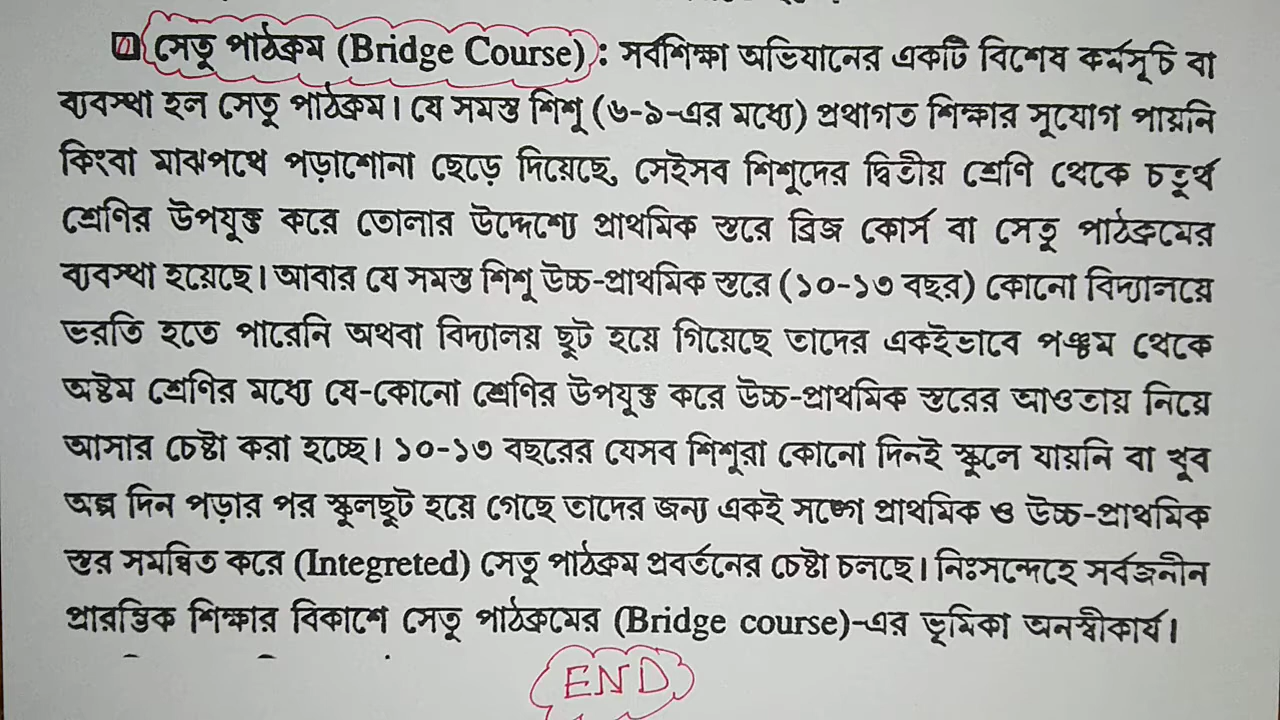 সেতু পাঠক্রম (Bridge Course) : সর্বশিক্ষা অভিযানের একটি বিশেষ কর্মসূচি বা
ব্যবস্থা হল সেতু পাঠক্রম। যে সমস্ত শিশু (৬-৯-এর মধ্যে) প্রথাগত শিক্ষার সুযোগ পায়নি
কিংবা মাঝপথে পড়াশোনা ছেড়ে দিয়েছে, সেইসব শিশুদের দ্বিতীয় শ্রেণি থেকে চতুর্থ
শ্রেণির উপযুক্ত করে তোলার উদ্দেশ্যে প্রাথমিক স্তরে ব্রিজ কোর্স বা সেতু পাঠক্রমের
ব্যবস্থা হয়েছে। আবার যে সমস্ত শিশু উচ্চ-প্রাথমিক স্তরে (১০-১৩ বছর) কোনো বিদ্যালয়ে
ভরতি হতে পারেনি অথবা বিদ্যালয় ছুট হয়ে গিয়েছে তাদের একইভাবে পঞ্চম থেকে
অষ্টম শ্রেণির মধ্যে যে-কোনো শ্রেণির উপযুক্ত করে উচ্চ-প্রাথমিক স্তরের আওতায় নিয়ে
আসার চেষ্টা করা হচ্ছে। ১০-১৩ বছরের যেসব শিশুরা কোনো দিনই স্কুলে যায়নি বা খুব
অল্প দিন পড়ার পর স্কুলছুট হয়ে গেছে তাদের জন্য একই সঙ্গে প্রাথমিক ও উচ্চ-প্রাথমিক
স্তর সমন্বিত করে (Integreted) সেতু পাঠক্রম প্রবর্তনের চেষ্টা চলছে। নিঃসন্দেহে সর্বজনীন
প্রারম্ভিক শিক্ষার বিকাশে সেতু পাঠক্রমের (Bridge course)-এর ভূমিকা অনস্বীকার্য।
END